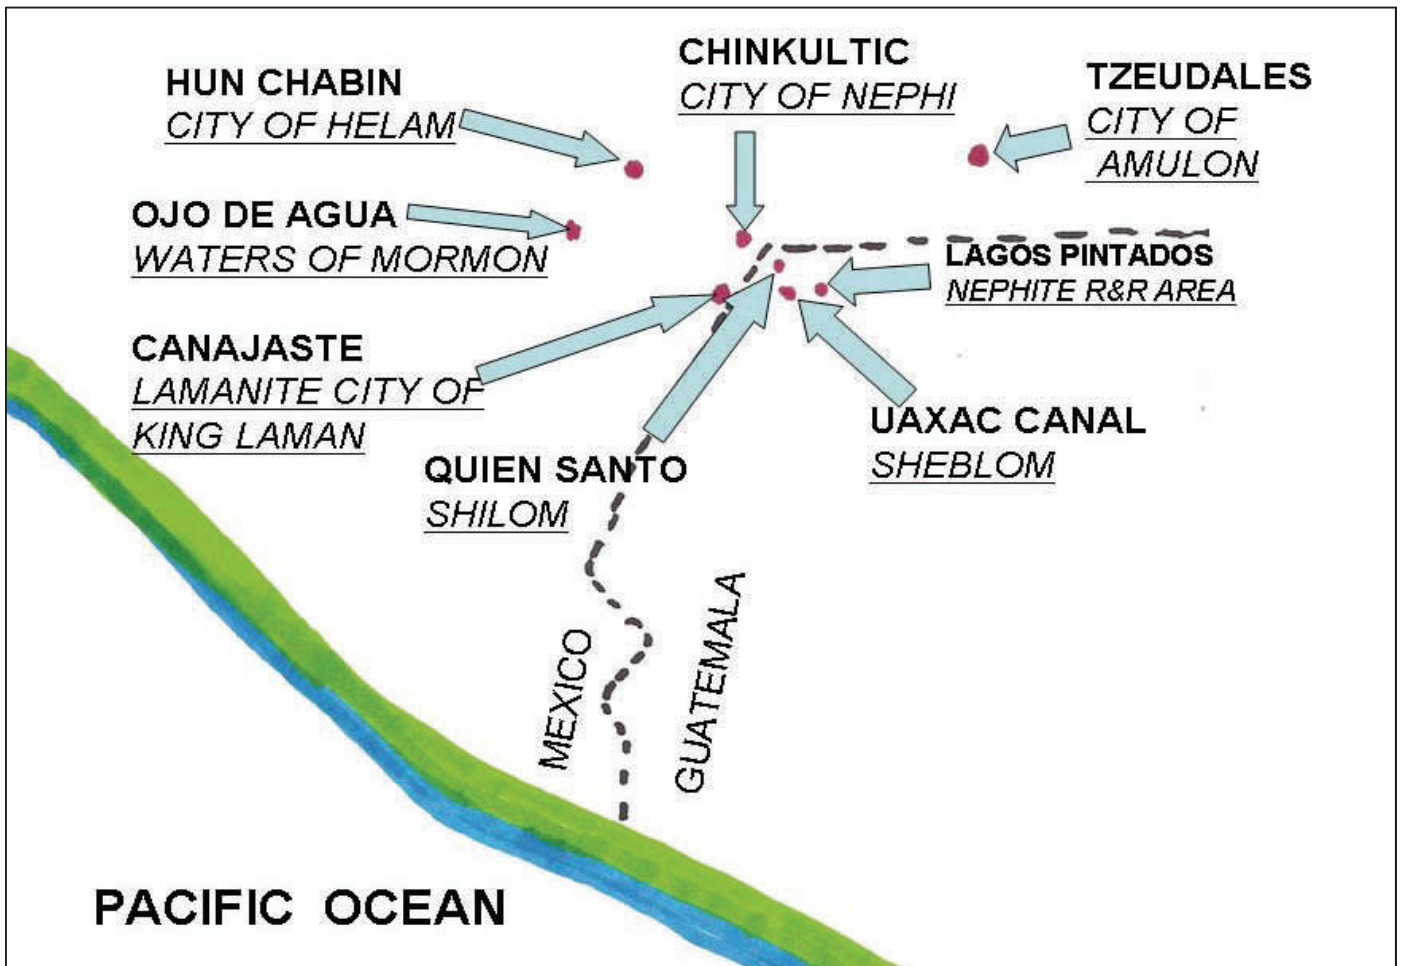 HUN CHABIN
CITY OF HELAM
CHINKULTIC
CITY OF NEPHI
TZEUDALES
CITY OF
AMULON
OJO DE AGUA
WATERS OF MORMON
LAGOS PINTADOS
NEPHITE R&R AREA
CANAJASTE
LAMANITE CITY OF
KING LAMAN
UAXAC CANAL
SHEBLOM
QUIEN SANTO
SHILOM
MEXICO
GUATEMALA
PACIFIC OCEAN